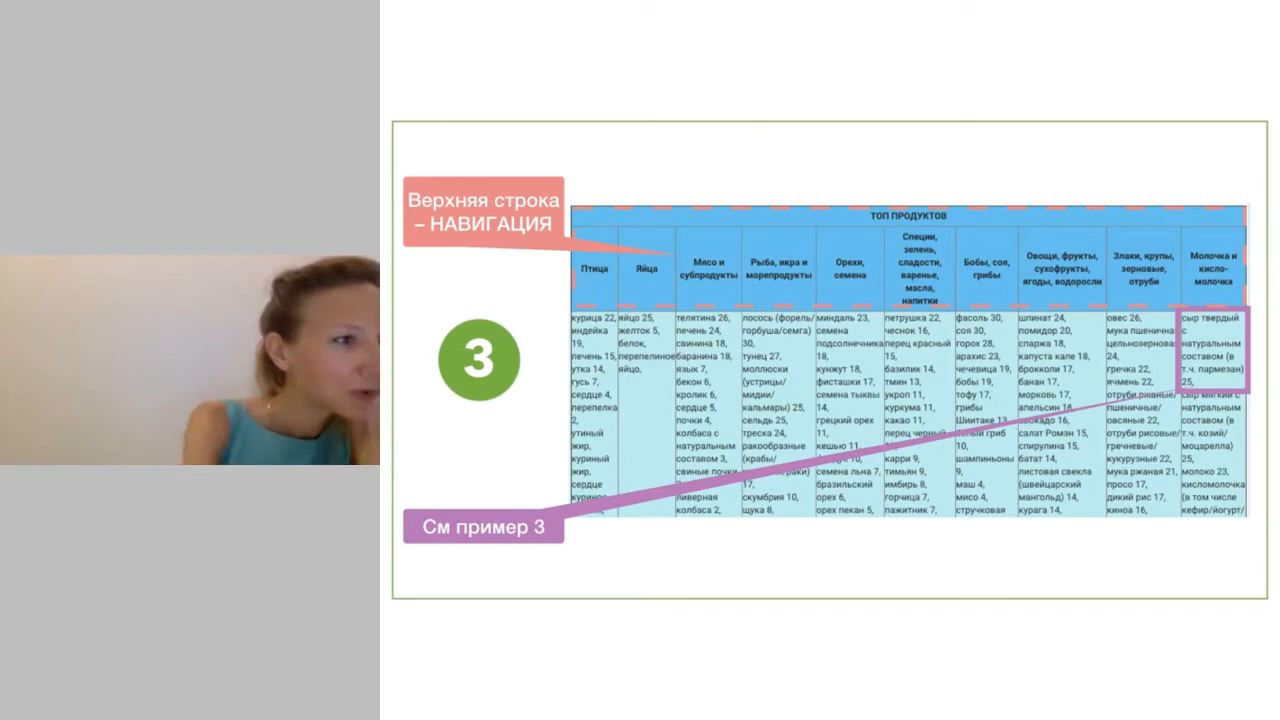 Верхняя строка
– НАВИГАЦИЯ
3
См пример 3
ТОП ПРОДУКТОВ
Птица
Яйца
Мясо и
субпродукты
Рыба, икра и
морепродукты
Орехи,
семена
Специи,
зелень,
сладости,
варенье,
масла,
напитки
Бобы, соя,
грибы
Овощи, фрукты,
сухофрукты,
ягоды, водоросли
Злаки, крупы,
зерновые,
отруби
Молочка и
кисло-
молочка
курица 22,
индейка
19,
печень 15,
утка 14,
гусь 7,
сердце 4,
перепелка
2,
утиный
жир,
куриный
жир,
сердце
яйцо 25,
желток 5,
белок,
перепелиное
яйцо,
телятина 26,
печень 24,
свинина 18,
баранина 18,
язык 7,
бекон 6,
кролик 6,
сердце 5,
почки 4,
колбаса с
натуральным
составом 3,
свиные почки
ливерная
колбаса 2,
лосось (форель/
горбуша/семга)
30,
тунец 27,
моллюски
(устрицы/
мидии/
кальмары) 25,
сельдь 25,
треска 24,
ракообразные
(крабы/
17,
скумбрия 10,
щука 8,
миндаль 23,
семена
подсолнечника
18,
кунжут 18,
фисташки 17,
семена тыквы
14,
грецкий орех
11,
кешью 11,
семена льна 7,
бразильский
орех 6,
орех пекан 5,
петрушка 22,
чеснок 16,
перец красный
15,
базилик 14,
тмин 13,
укроп 11,
куркума 11,
какао 11,
перец черный
карри 9,
тимьян 9,
имбирь 8,
горчица 7,
пажитник 7,
фасоль 30,
соя 30,
горох 28,
арахис 23,
чечевица 19,
бобы 19,
тофу 17,
грибы
Шиитаке 13,
белый гриб
10,
шампиньоны
9,
маш 4,
мисо 4,
стручковая
шпинат 24,
помидор 20,
спаржа 18,
капуста кале 18,
брокколи 17,
банан 17,
морковь 17,
апельсин 16,
авокадо 16,
салат Ромэн 15,
спирулина 15,
батат 14,
листовая свекла
(швейцарский
мангольд) 14,
курага 14,
овес 26,
мука пшенична
цельнозернова
24,
гречка 22,
ячмень 22,
отруби ржаные/
пшеничные/
овсяные 22,
отруби рисовые/
гречневые/
кукурузные 22,
мука ржаная 21,
просо 17,
дикий рис 17,
киноа 16,
сыр твердый
с
натуральным
составом (в
т.ч. пармезан)
25,
сыр мягкий с
натуральным
составом (в
т.ч. козий/
моцарелла)
25,
молоко 23,
кисломолочка
(в том числе
кефир/йогурт/